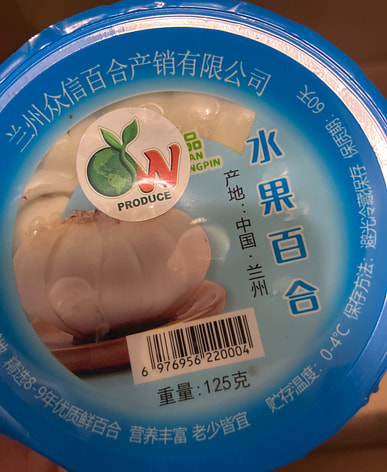 兰州众信百合产销有限公司
品
AN
NGPIN
W
PRODUCE
水果百合
产地:中国·兰州
6 976956 220004
重量:125克
精选8-9年优质鲜百合 营养丰富 老少皆宜
贮存温度:0-4℃ 保存方法:避光冷藏保存 保质期:60天